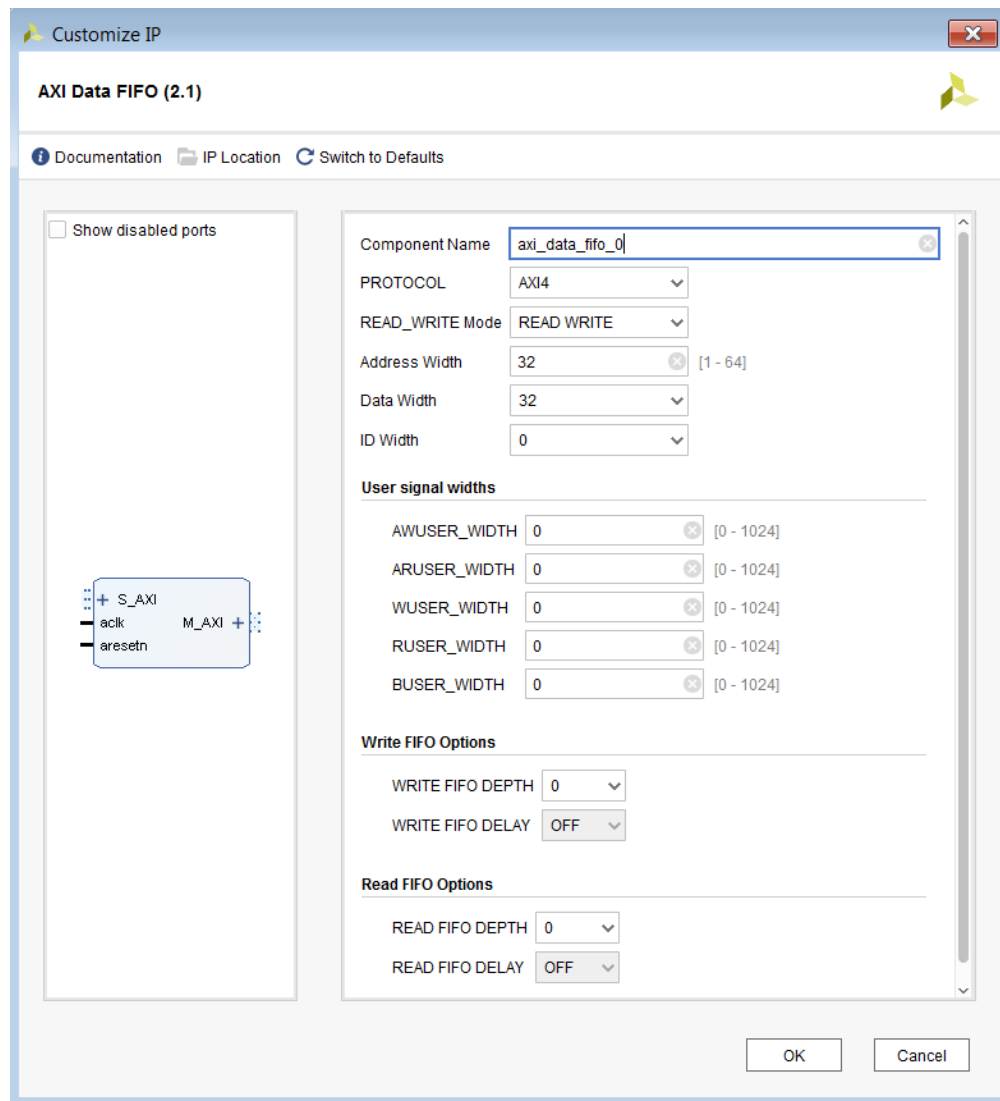 Customize IP
AXI Data FIFO (2.1)
Documentation IP Location Switch to Defaults
Show disabled ports
S_AXI
aclk M_AXI
aresetn
Component Name axi_data_fifo_0
PROTOCOL AXI4
READ_WRITE Mode READ WRITE
Address Width 32 [1 - 64]
Data Width 32
ID Width 0
User signal widths
AWUSER_WIDTH 0 [0 - 1024]
ARUSER_WIDTH 0 [0 - 1024]
WUSER_WIDTH 0 [0 - 1024]
RUSER_WIDTH 0 [0 - 1024]
BUSER_WIDTH 0 [0 - 1024]
Write FIFO Options
WRITE FIFO DEPTH 0
WRITE FIFO DELAY OFF
Read FIFO Options
READ FIFO DEPTH 0
READ FIFO DELAY OFF
OK Cancel